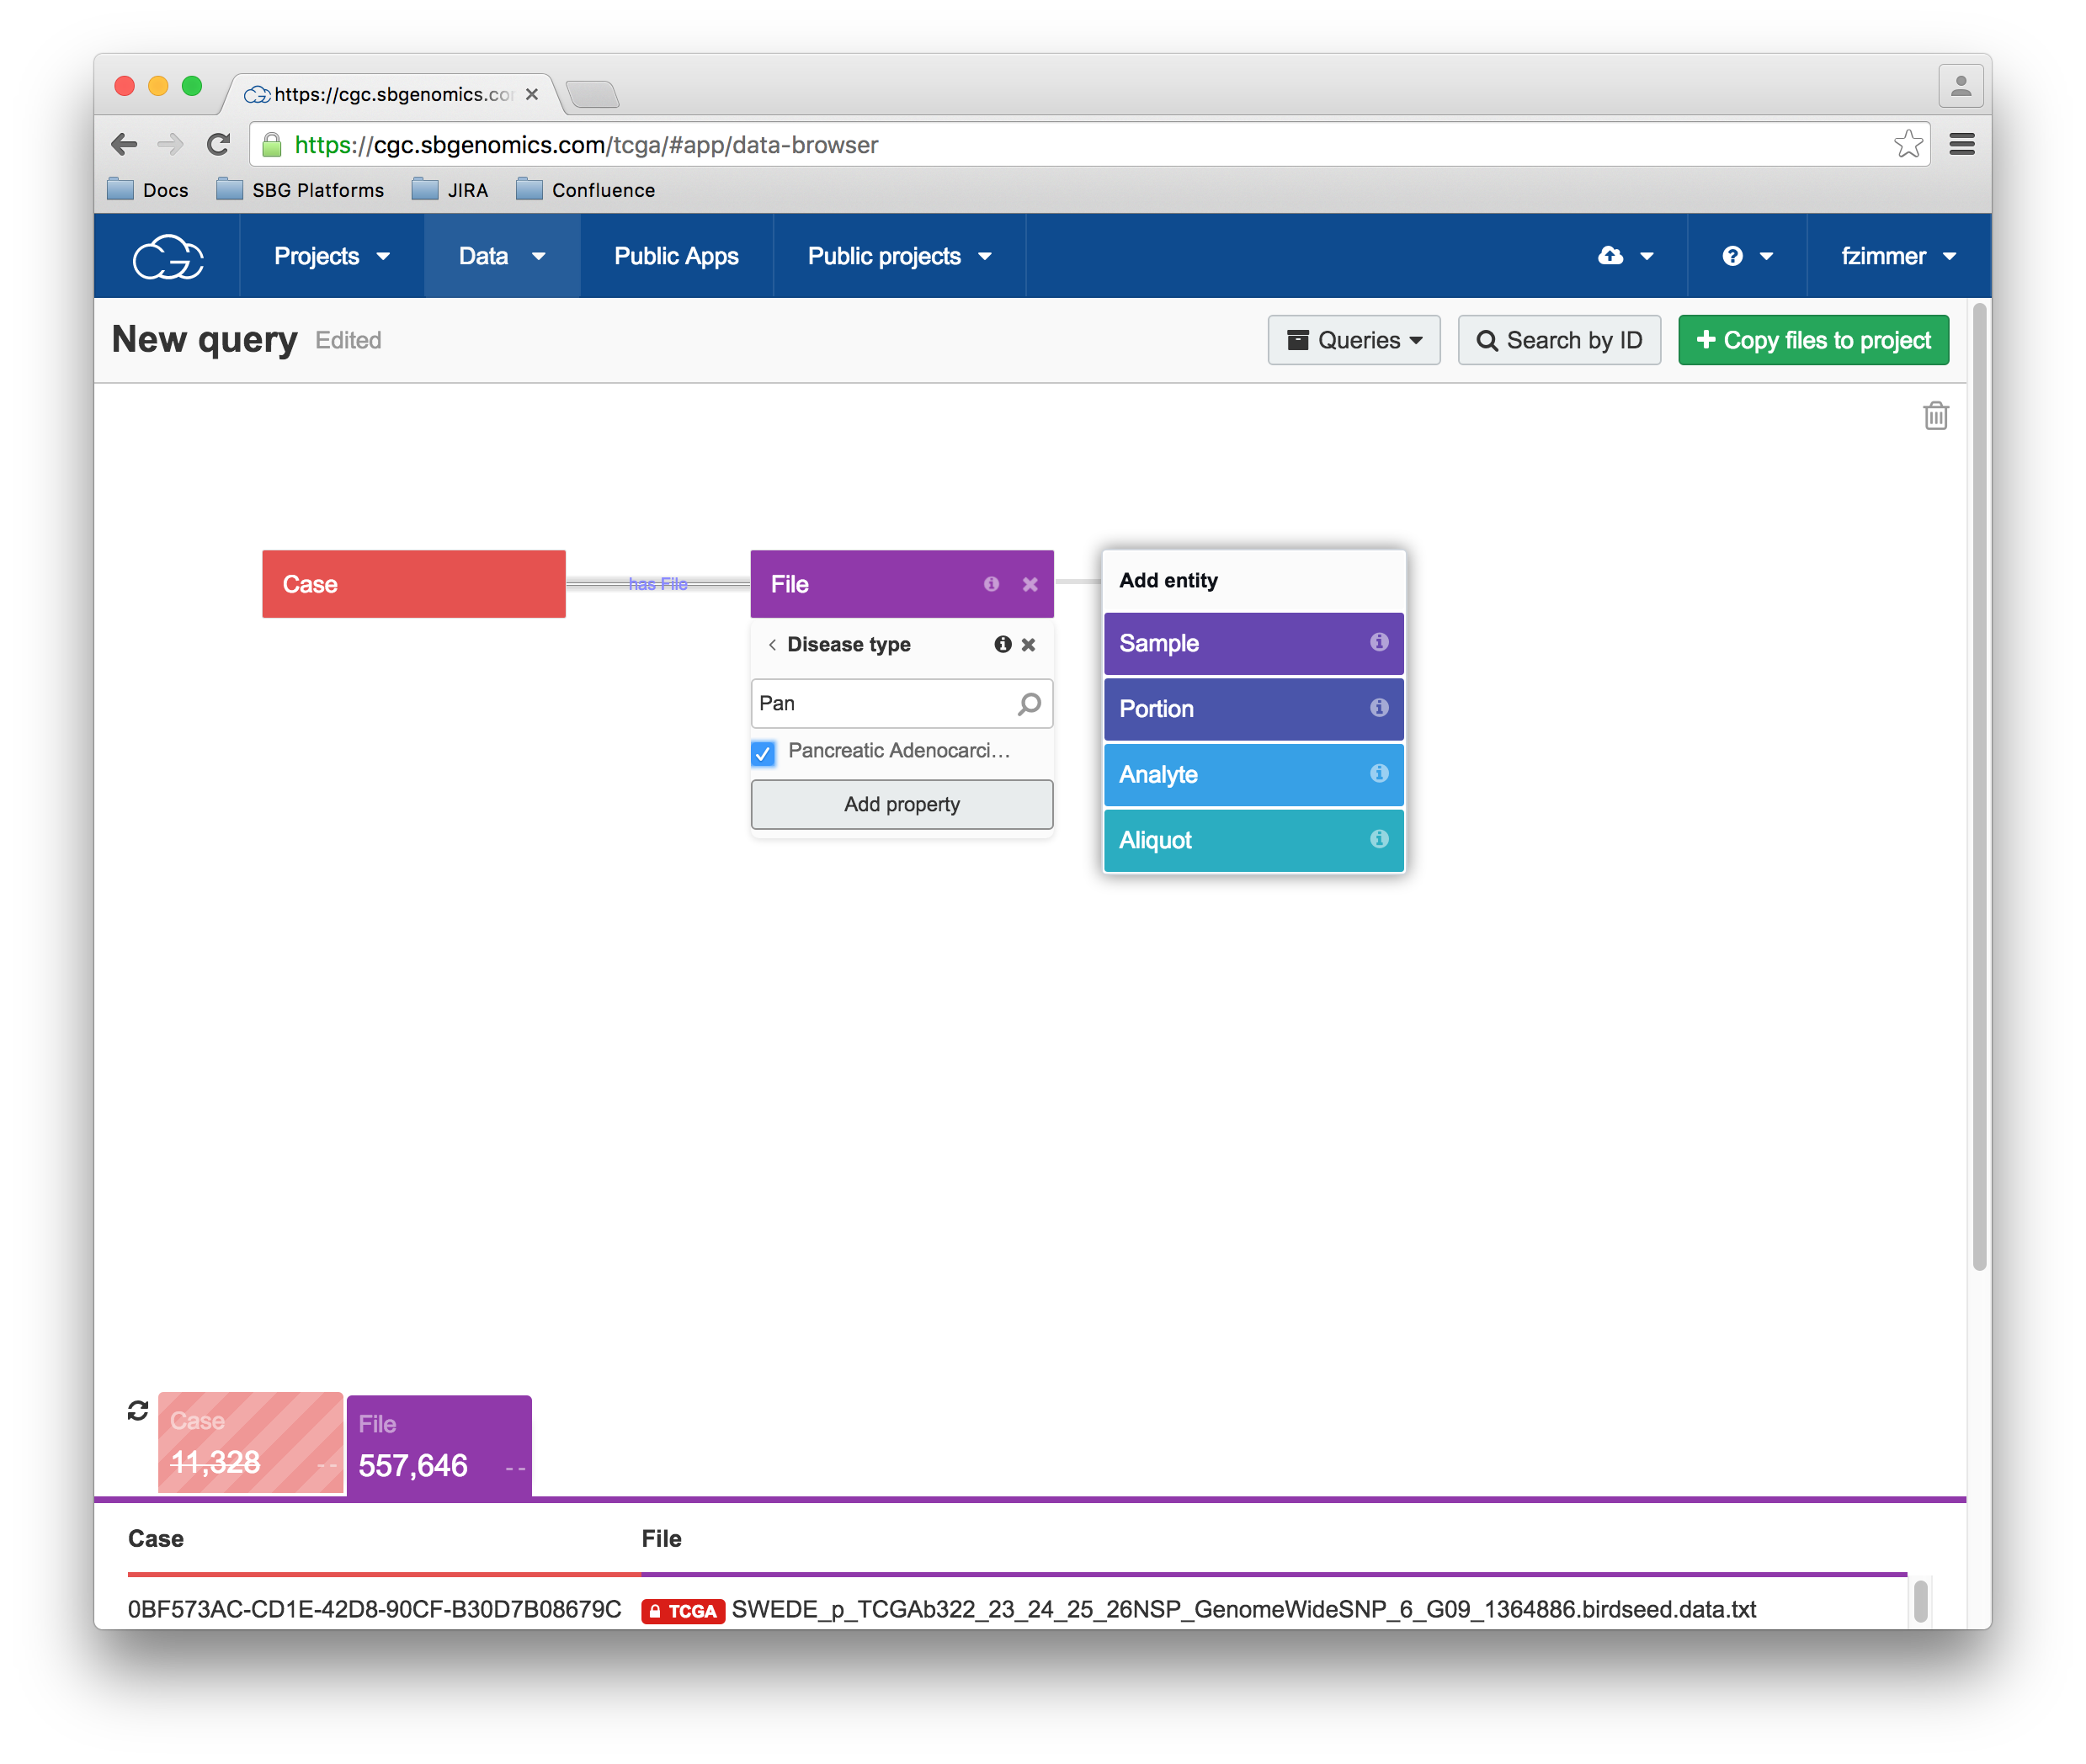 https://cgc.sbgenomics.co
https://cgc.sbgenomics.com/tcga/#app/data-browser
Docs SBG Platforms JIRA Confluence
Projects Data Public Apps Public projects fzimmer
New query Edited Queries Search by ID + Copy files to project
Case has File File Add entity
Disease type Sample
Pan Portion
Pancreatic Adenocarci... Analyte
Add property Aliquot
Case File
11,328 -- 557,646 --
Case File
0BF573AC-CD1E-42D8-90CF-B30D7B08679C TCGA SWEDE_p_TCGAb322_23_24_25_26NSP_GenomeWideSNP_6_G09_1364886.birdseed.data.txt